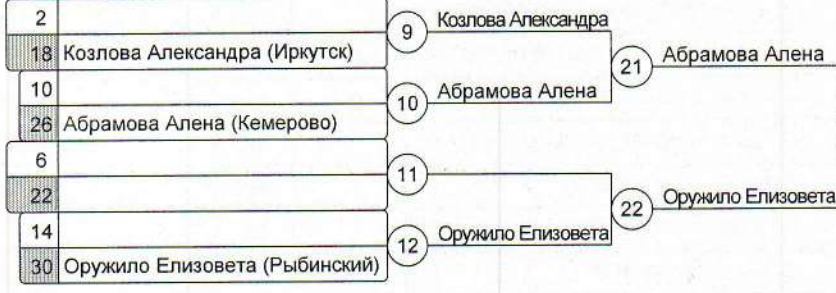 2
18 Козлова Александра (Иркутск)
9 Козлова Александра
10
26 Абрамова Алена (Кемерово)
10 Абрамова Алена
21 Абрамова Алена
6
22
11
14
30 Оружило Елизовета (Рыбинский)
12 Оружило Елизовета
22 Оружило Елизовета